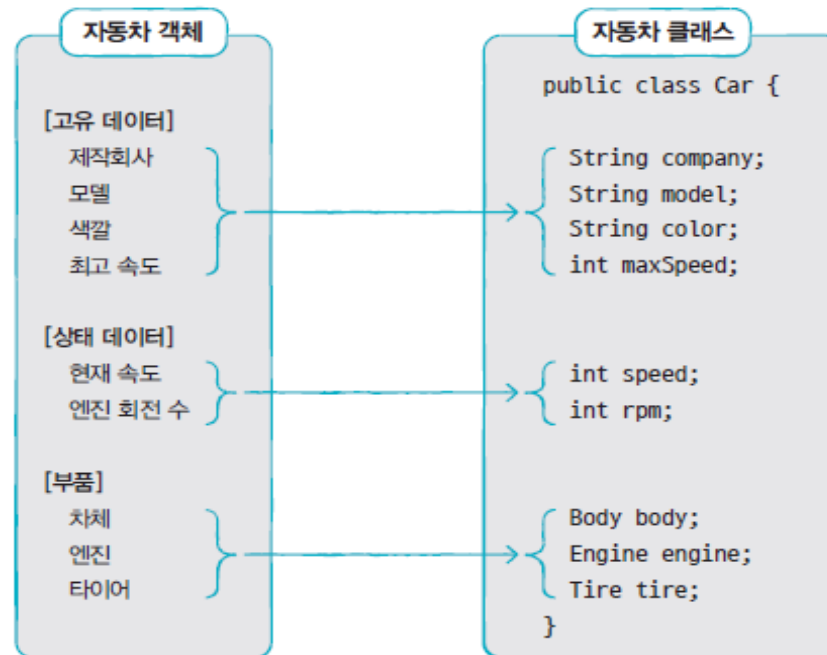 자동차 객체
[고유 데이터]
제작회사
모델
색깔
최고 속도
[상태 데이터]
현재 속도
엔진 회전 수
[부품]
차체
엔진
타이어
자동차 클래스
public class Car {
String company;
String model;
String color;
int maxSpeed;
int speed;
int rpm;
Body body;
Engine engine;
Tire tire;
}